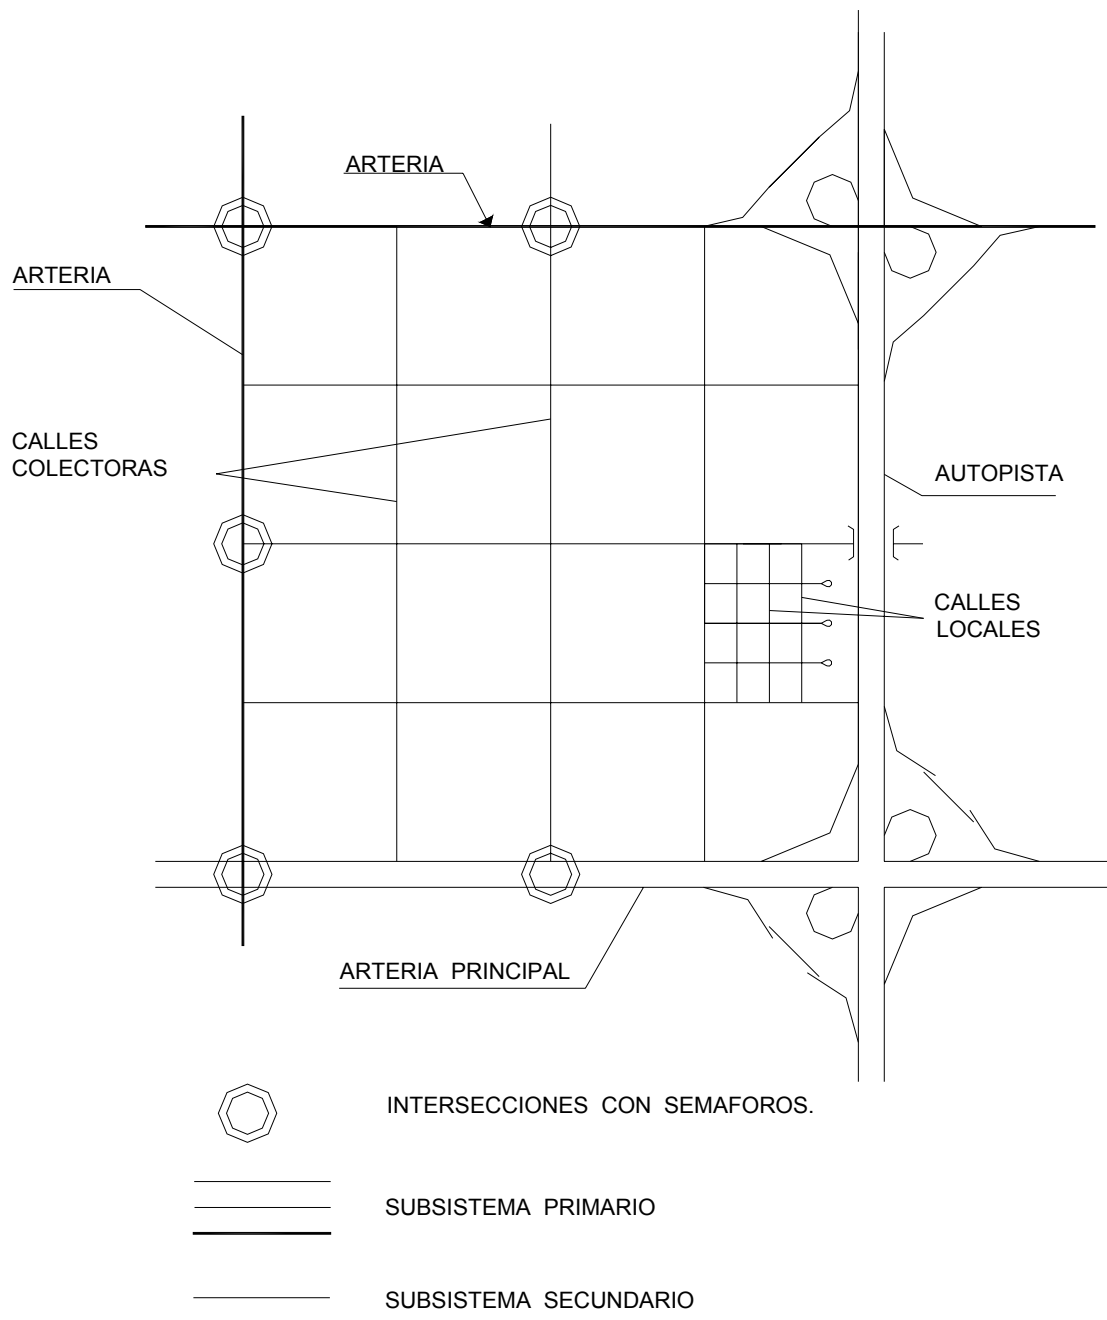 ARTERIA
ARTERIA
CALLES
COLECTORAS
AUTOPISTA
CALLES
LOCALES
ARTERIA PRINCIPAL
INTERSECCIONES CON SEMAFOROS.
SUBSISTEMA PRIMARIO
SUBSISTEMA SECUNDARIO